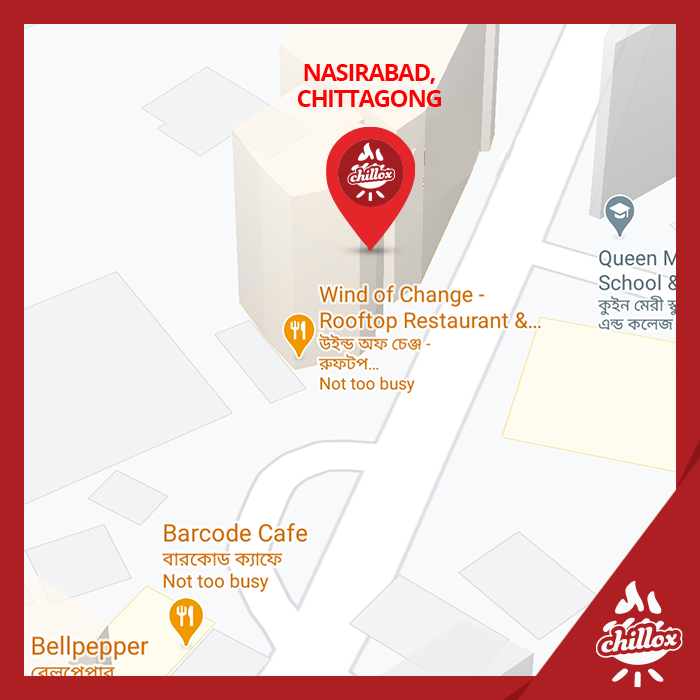 NASIRABAD,
CHITTAGONG
chillox
Queen M
School &
কুইন মেরী স্কু
এন্ড কলেজ
Wind of Change -
Rooftop Restaurant &...
উইন্ড অফ চেঞ্জ -
রুফটপ...
Not too busy
Barcode Cafe
বারকোড ক্যাফে
Not too busy
Bellpepper
বেলপেপার
chillox